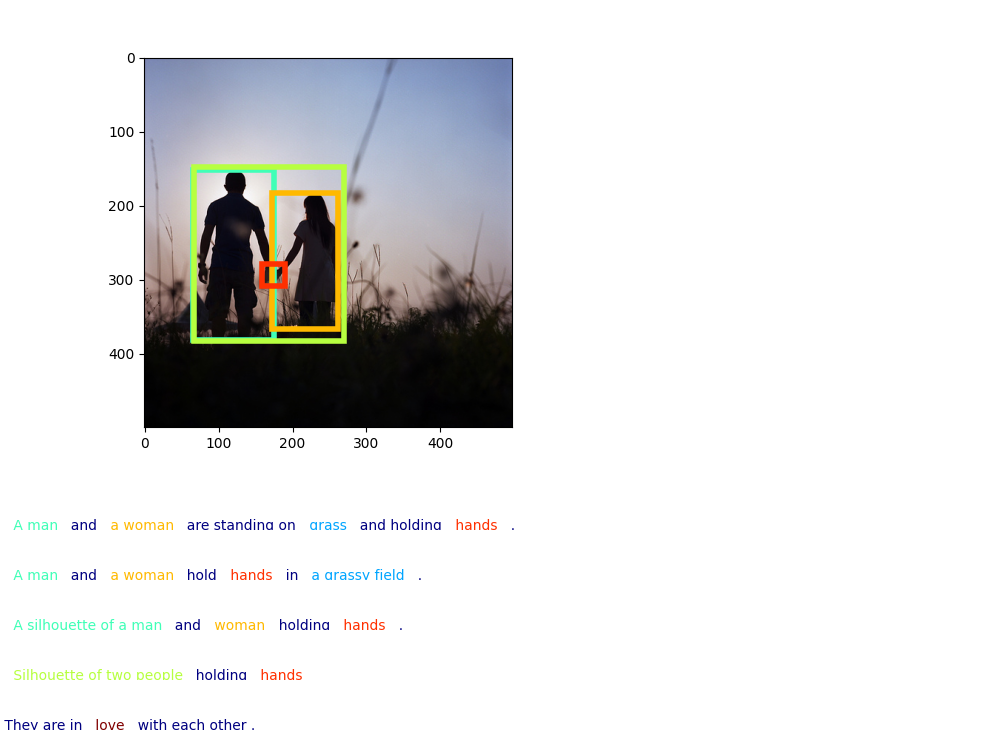 0
100
200
300
400
0 100 200 300 400
A man and a woman are standing on grass and holding hands .
A man and a woman hold hands in a grassy field .
A silhouette of a man and woman holding hands .
Silhouette of two people holding hands
They are in love with each other .